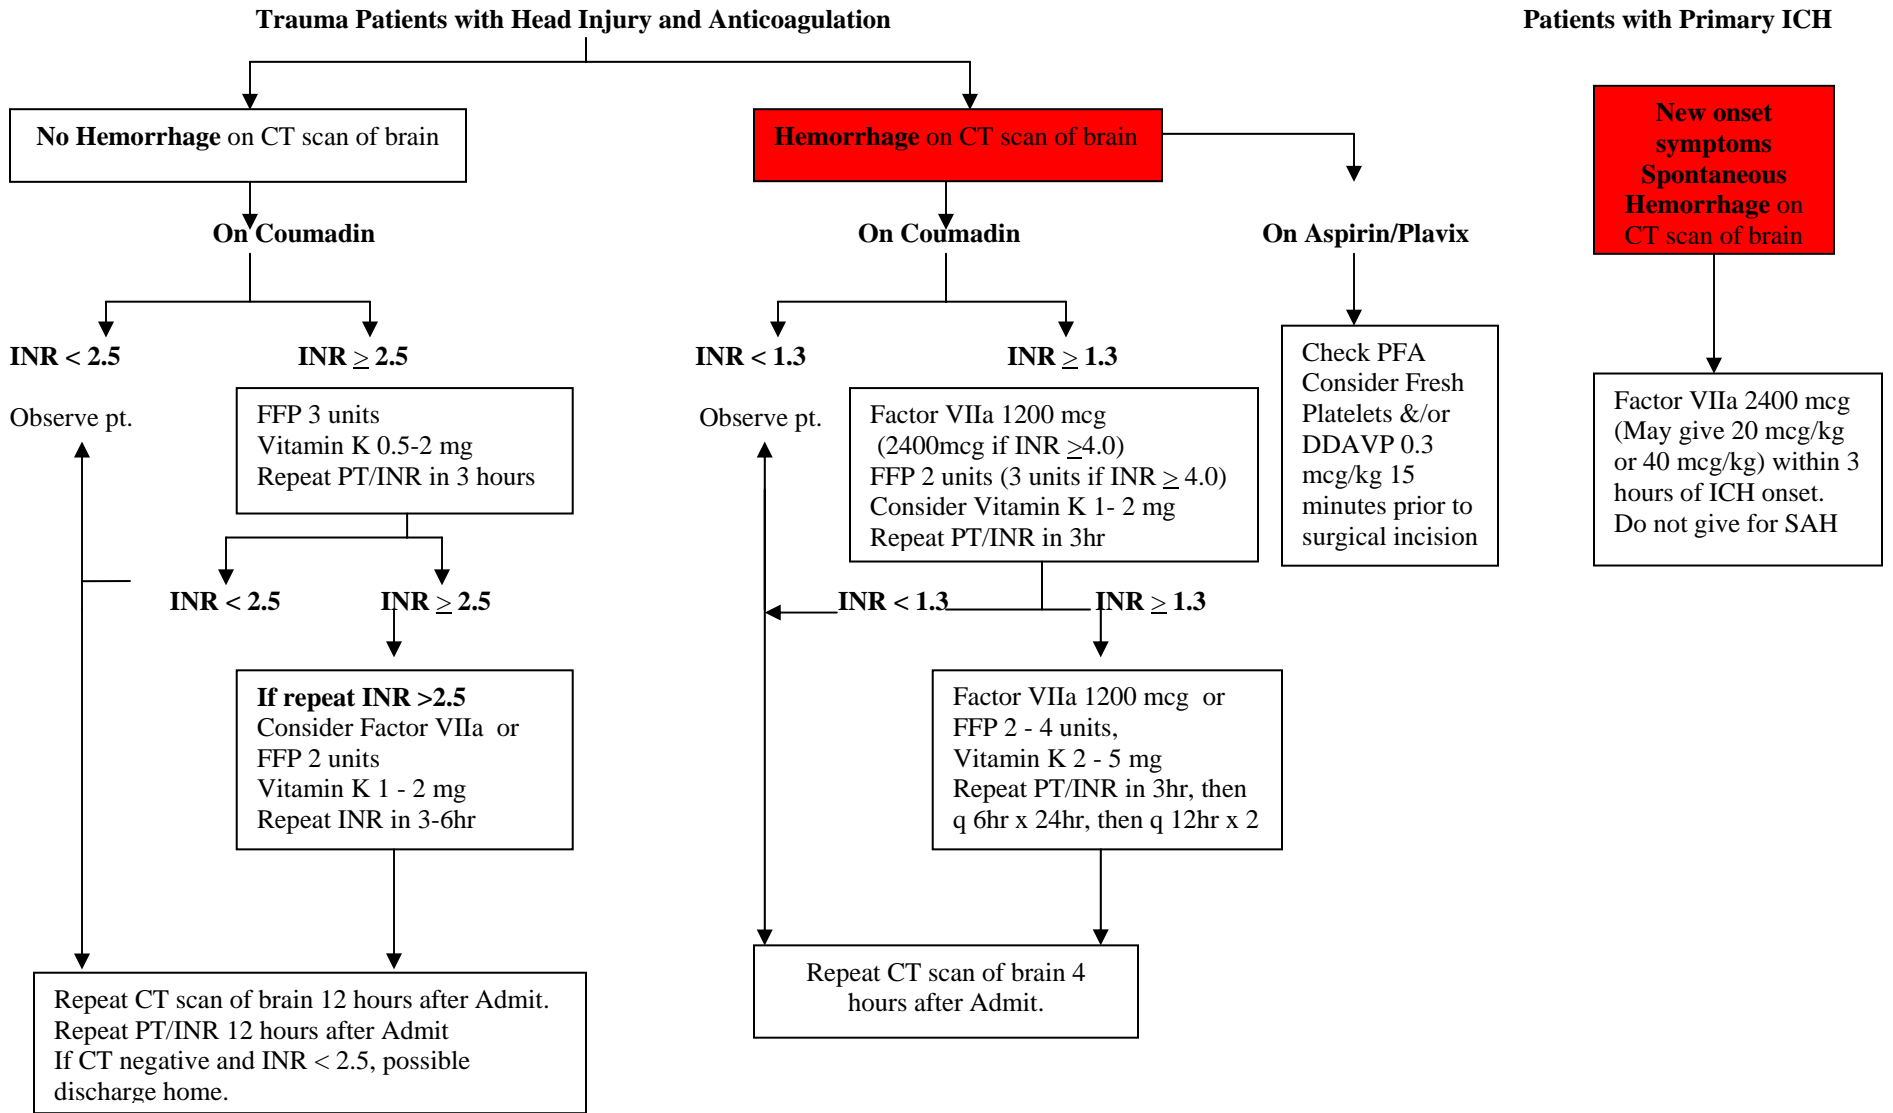 Trauma Patients with Head Injury and Anticoagulation
Patients with Primary ICH
No Hemorrhage on CT scan of brain
On Coumadin
INR < 2.5
INR ≥ 2.5
Observe pt.
FFP 3 units
Vitamin K 0.5-2 mg
Repeat PT/INR in 3 hours
INR < 2.5
INR ≥ 2.5
If repeat INR >2.5
Consider Factor VIIa or
FFP 2 units
Vitamin K 1 - 2 mg
Repeat INR in 3-6hr
Repeat CT scan of brain 12 hours after Admit.
Repeat PT/INR 12 hours after Admit
If CT negative and INR < 2.5, possible
discharge home.
Hemorrhage on CT scan of brain
On Coumadin
INR < 1.3
INR ≥ 1.3
Observe pt.
Factor VIIa 1200 mcg
(2400mcg if INR ≥4.0)
FFP 2 units (3 units if INR ≥ 4.0)
Consider Vitamin K 1- 2 mg
Repeat PT/INR in 3hr
INR < 1.3
INR ≥ 1.3
Factor VIIa 1200 mcg or
FFP 2 - 4 units,
Vitamin K 2 - 5 mg
Repeat PT/INR in 3hr, then
q 6hr x 24hr, then q 12hr x 2
Repeat CT scan of brain 4
hours after Admit.
On Aspirin/Plavix
Check PFA
Consider Fresh
Platelets &/or
DDAVP 0.3
mcg/kg 15
minutes prior to
surgical incision
New onset
symptoms
Spontaneous
Hemorrhage on
CT scan of brain
Factor VIIa 2400 mcg
(May give 20 mcg/kg
or 40 mcg/kg) within 3
hours of ICH onset.
Do not give for SAH